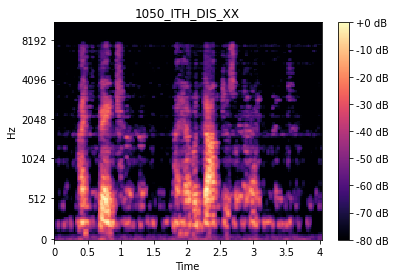 1050_ITH_DIS_XX
+0 dB
8192
-10 dB
4096
-20 dB
-30 dB
2048
Hz
-40 dB
1024
-50 dB
512
-60 dB
-70 dB
0
-80 dB
0 0.5 1 1.5 2 2.5 3 3.5 4
Time